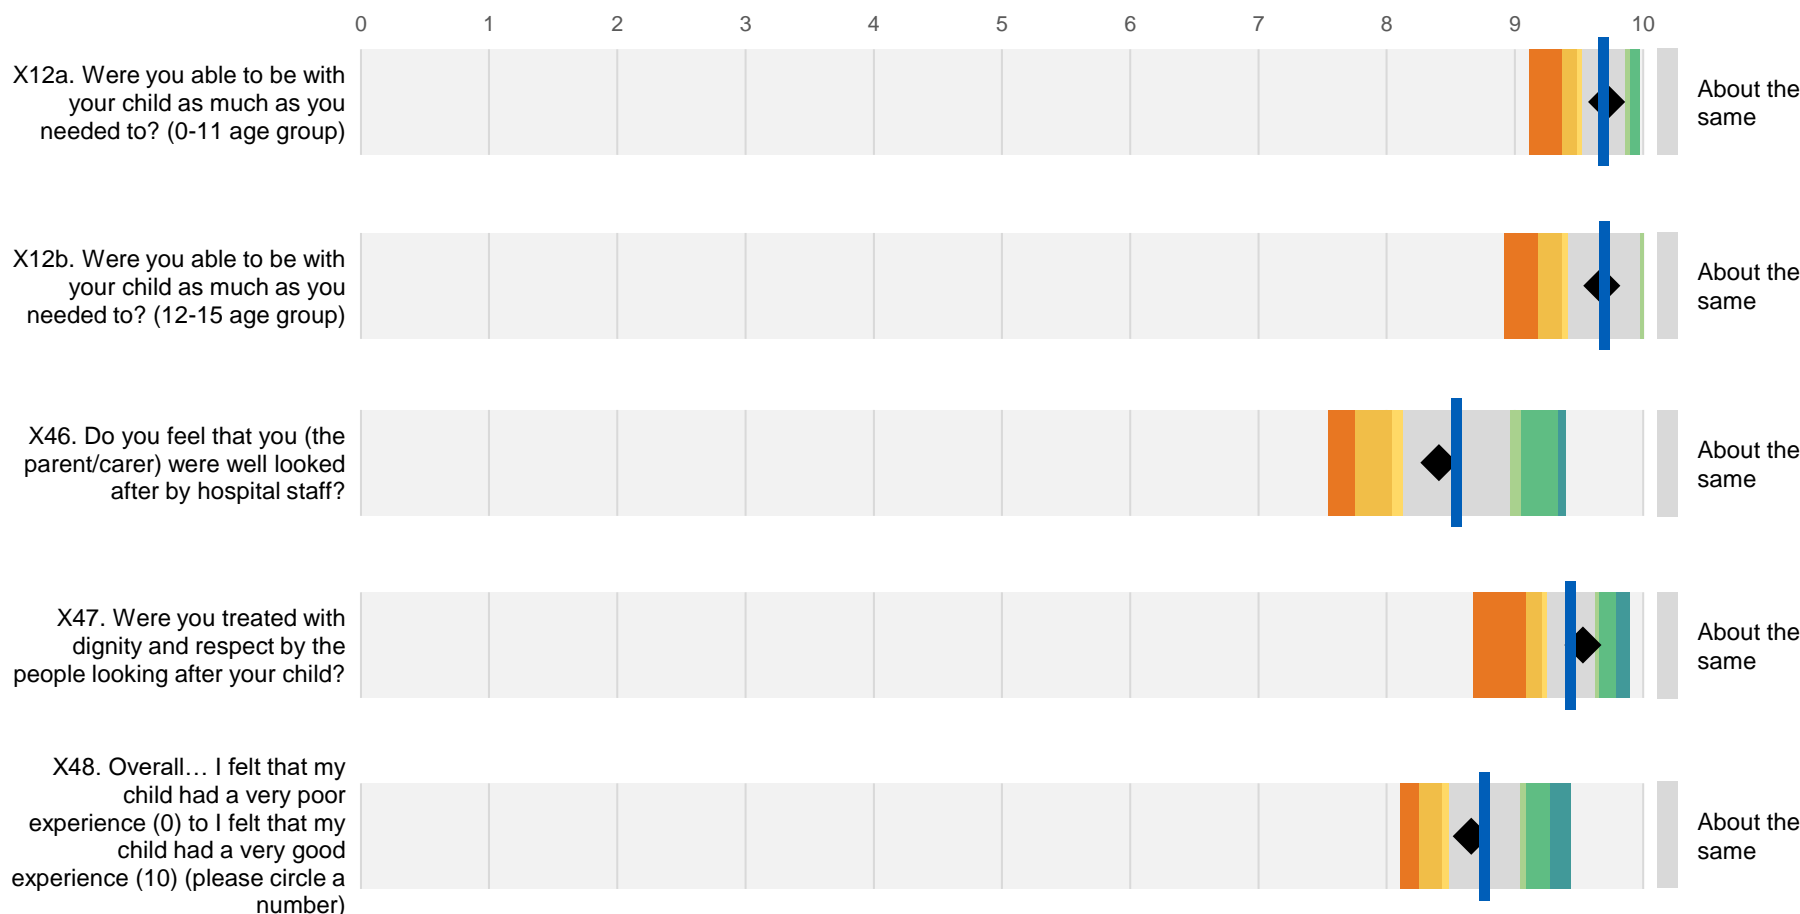 0 1 2 3 4 5 6 7 8 9 10
X12a. Were you able to be with
your child as much as you
needed to? (0-11 age group)
About the
same
X12b. Were you able to be with
your child as much as you
needed to? (12-15 age group)
About the
same
X46. Do you feel that you (the
parent/carer) were well looked
after by hospital staff?
About the
same
X47. Were you treated with
dignity and respect by the
people looking after your child?
About the
same
X48. Overall… I felt that my
child had a very poor
experience (0) to I felt that my
child had a very good
experience (10) (please circle a
number)
About the
same